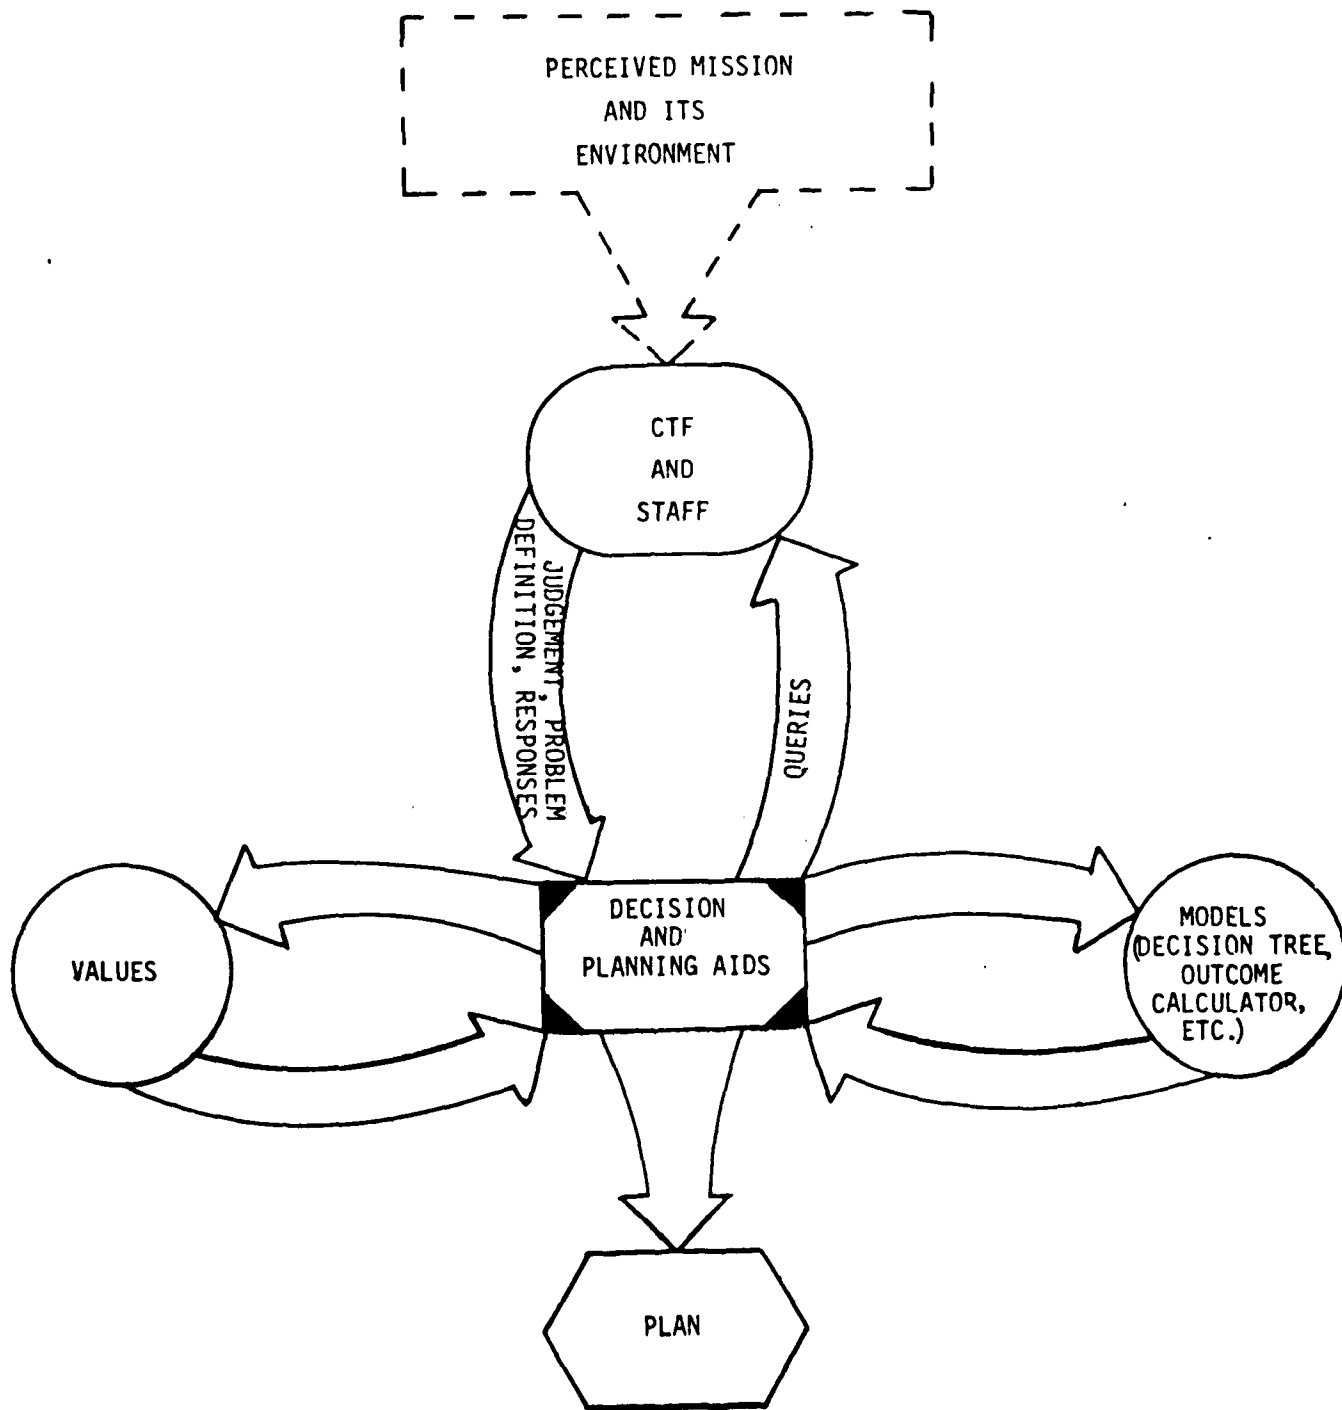 PERCEIVED MISSION
AND ITS
ENVIRONMENT
CTF
AND
STAFF
JUDGEMENT, PROBLEM
DEFINITION, RESPONSES
QUERIES
DECISION
AND
PLANNING AIDS
VALUES
MODELS
(DECISION TREE,
OUTCOME
CALCULATOR,
ETC.)
PLAN